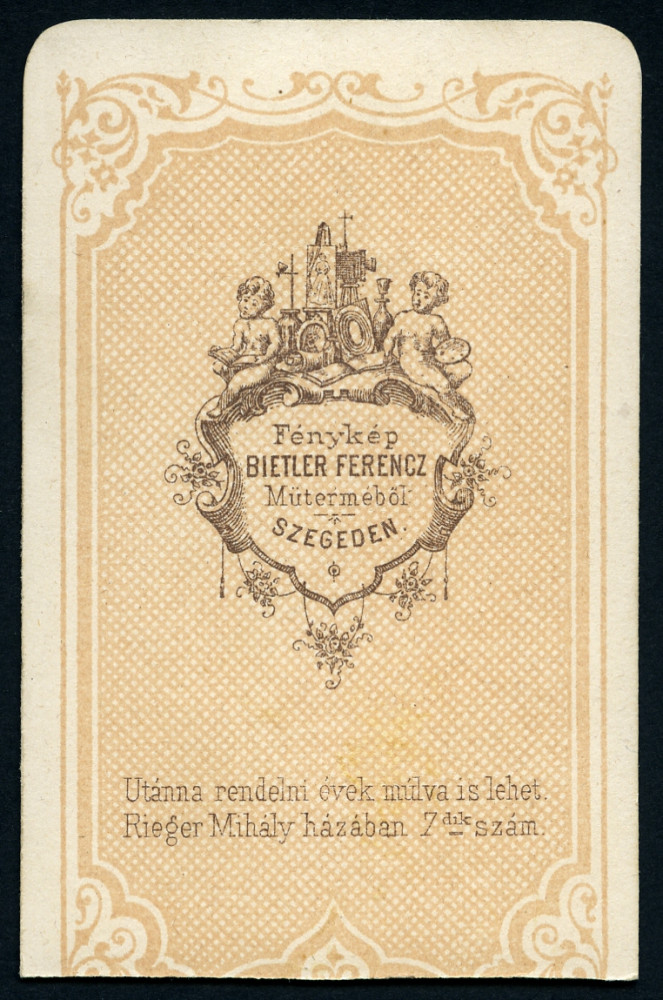 Fénykép
BIETLER FERENCZ
Műterméből
SZEGEDEN.
Utánna rendelni évek múlva is lehet.
Rieger Mihály házában 7dik szám.